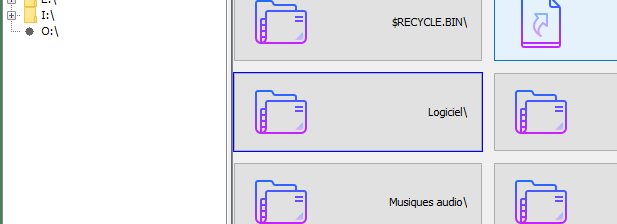 E:\
I:\
O:\
$RECYCLE.BIN\
Logiciel\
Musiques audio\